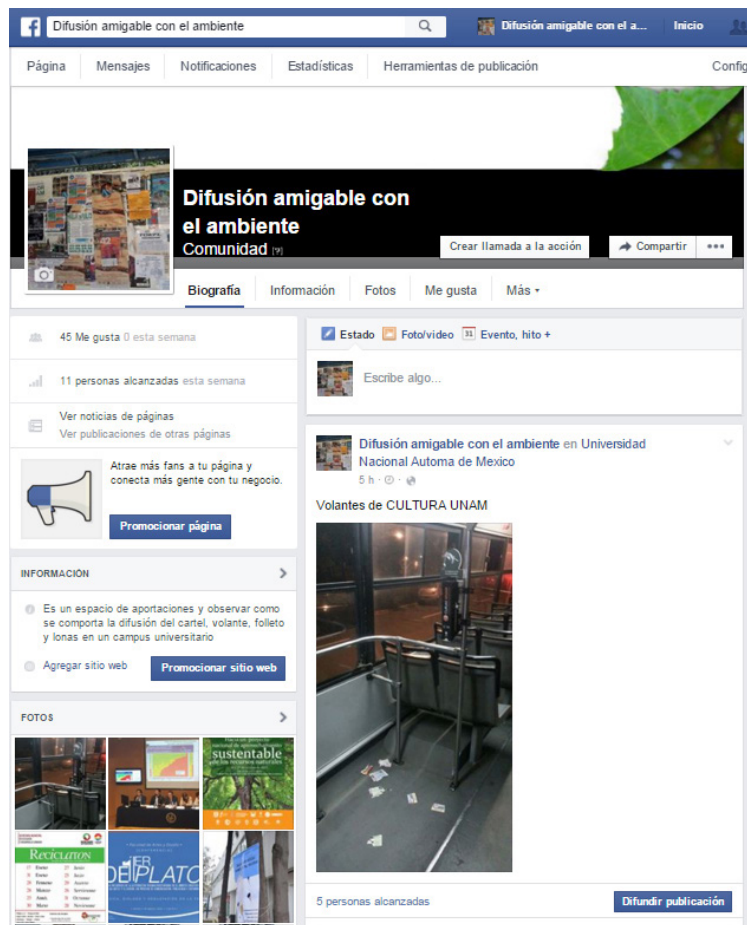 Difusión amigable con el ambiente
Difusión amigable con el a...
Inicio
Página
Mensajes
Notificaciones
Estadísticas
Herramientas de publicación
Config
Difusión amigable con
el ambiente
Comunidad [?]
Crear llamada a la acción
Compartir
Biografía
Información
Fotos
Me gusta
Más
45 Me gusta 0 esta semana
11 personas alcanzadas esta semana
Ver noticias de páginas
Ver publicaciones de otras páginas
Atrae más fans a tu página y
conecta más gente con tu negocio.
Promocionar página
INFORMACIÓN
Es un espacio de aportaciones y observar como
se comporta la difusión del cartel, volante, folleto
y lonas en un campus universitario
Agregar sitio web
Promocionar sitio web
FOTOS
sustentable
RECICLATON
1ER
DE PLATO
Estado
Foto/video
31
Evento, hito +
Escribe algo...
Difusión amigable con el ambiente en Universidad
Nacional Automa de Mexico
5 h
Volantes de CULTURA UNAM
5 personas alcanzadas
Difundir publicación